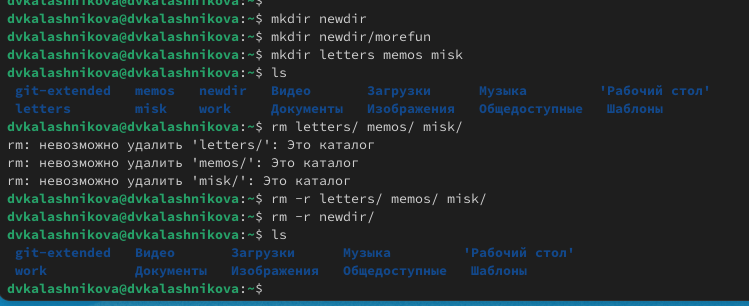 dvkalashnikova@dvkalashnikova:~$
dvkalashnikova@dvkalashnikova:~$ mkdir newdir
dvkalashnikova@dvkalashnikova:~$ mkdir newdir/morefun
dvkalashnikova@dvkalashnikova:~$ mkdir letters memos misk
dvkalashnikova@dvkalashnikova:~$ ls
git-extended memos newdir Видео Загрузки Музыка 'Рабочий стол'
letters misk work Документы Изображения Общедоступные Шаблоны
dvkalashnikova@dvkalashnikova:~$ rm letters/ memos/ misk/
rm: невозможно удалить 'letters/': Это каталог
rm: невозможно удалить 'memos/': Это каталог
rm: невозможно удалить 'misk/': Это каталог
dvkalashnikova@dvkalashnikova:~$ rm -r letters/ memos/ misk/
dvkalashnikova@dvkalashnikova:~$ rm -r newdir/
dvkalashnikova@dvkalashnikova:~$ ls
git-extended Видео Загрузки Музыка 'Рабочий стол'
work Документы Изображения Общедоступные Шаблоны
dvkalashnikova@dvkalashnikova:~$